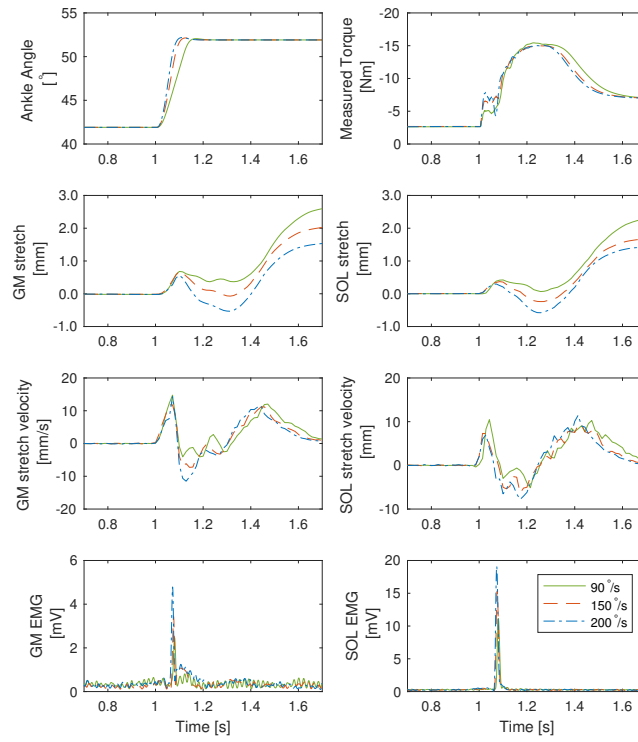 Ankle Angle
[°]
55
50
45
40
0.8 1 1.2 1.4 1.6
Measured Torque
[Nm]
-20
-15
-10
-5
0
0.8 1 1.2 1.4 1.6
GM stretch
[mm]
3.0
2.0
1.0
0.0
-1.0
0.8 1 1.2 1.4 1.6
SOL stretch
[mm]
3.0
2.0
1.0
0.0
-1.0
0.8 1 1.2 1.4 1.6
GM stretch velocity
[mm/s]
20
10
0
-10
-20
0.8 1 1.2 1.4 1.6
SOL stretch velocity
[mm]
20
10
0
-10
0.8 1 1.2 1.4 1.6
GM EMG
[mV]
6
4
2
0
0.8 1 1.2 1.4 1.6
Time [s]
SOL EMG
[mV]
20
15
10
5
0
0.8 1 1.2 1.4 1.6
Time [s]
90 °/s
150 °/s
200 °/s